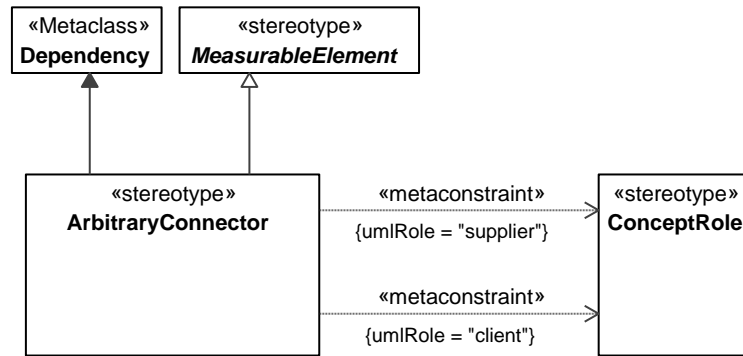 «Metaclass»
Dependency
«stereotype»
MeasurableElement
«stereotype»
ArbitraryConnector
«metaconstraint»
{umlRole = "supplier"}
«metaconstraint»
{umlRole = "client"}
«stereotype»
ConceptRole